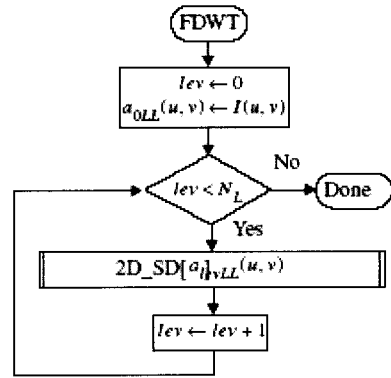 FDWT
lev ← 0
a0LL(u, v) ← I(u, v)
No
lev < NL
Done
Yes
2D_SD[alevLL(u, v)
lev ← lev + 1